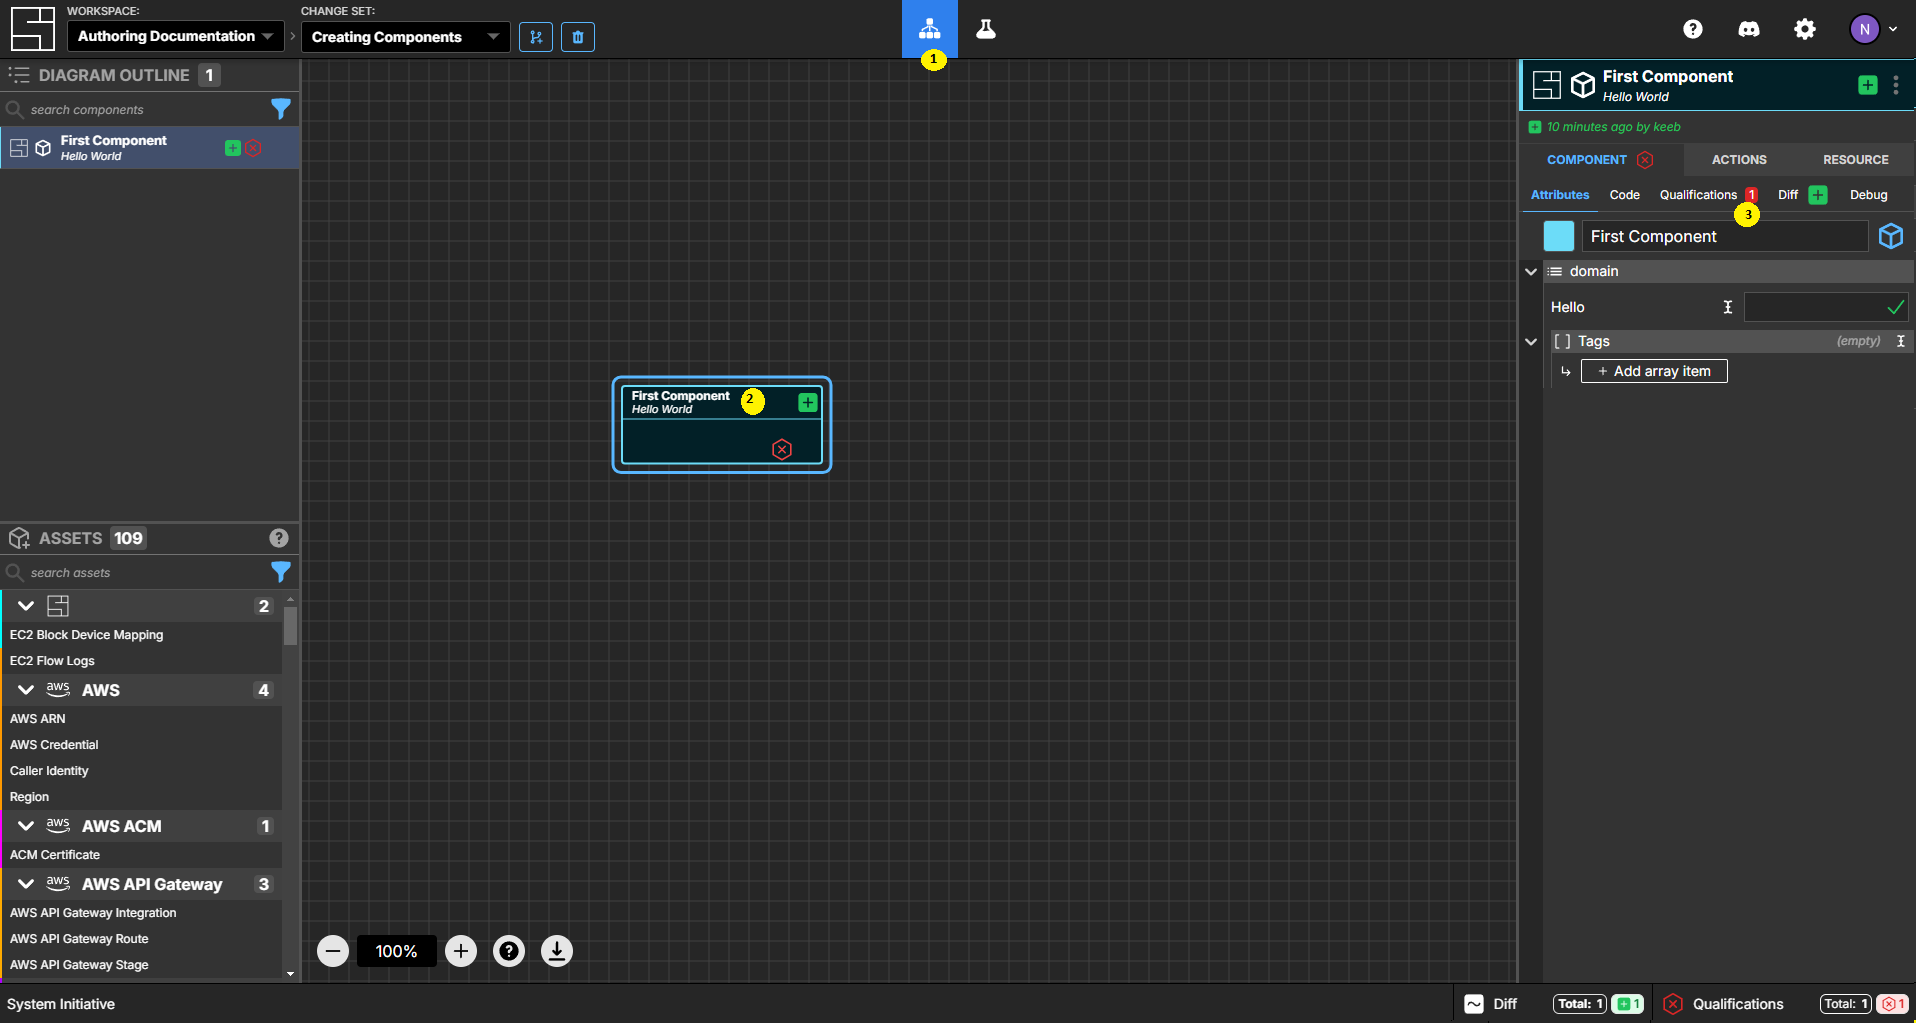 WORKSPACE:
Authoring Documentation
CHANGE SET:
Creating Components
1
N
DIAGRAM OUTLINE 1
search components
First Component
Hello World
ASSETS 109
search assets
2
EC2 Block Device Mapping
EC2 Flow Logs
aws AWS 4
AWS ARN
AWS Credential
Caller Identity
Region
aws AWS ACM 1
ACM Certificate
aws AWS API Gateway 3
AWS API Gateway Integration
AWS API Gateway Route
AWS API Gateway Stage
First Component 2
Hello World
100%
First Component
Hello World
10 minutes ago by keeb
COMPONENT ACTIONS RESOURCE
Attributes Code Qualifications 1 Diff Debug
3
First Component
domain
Hello
[ ] Tags (empty)
+ Add array item
System Initiative
Diff Total: 1 1 Qualifications Total: 1 1